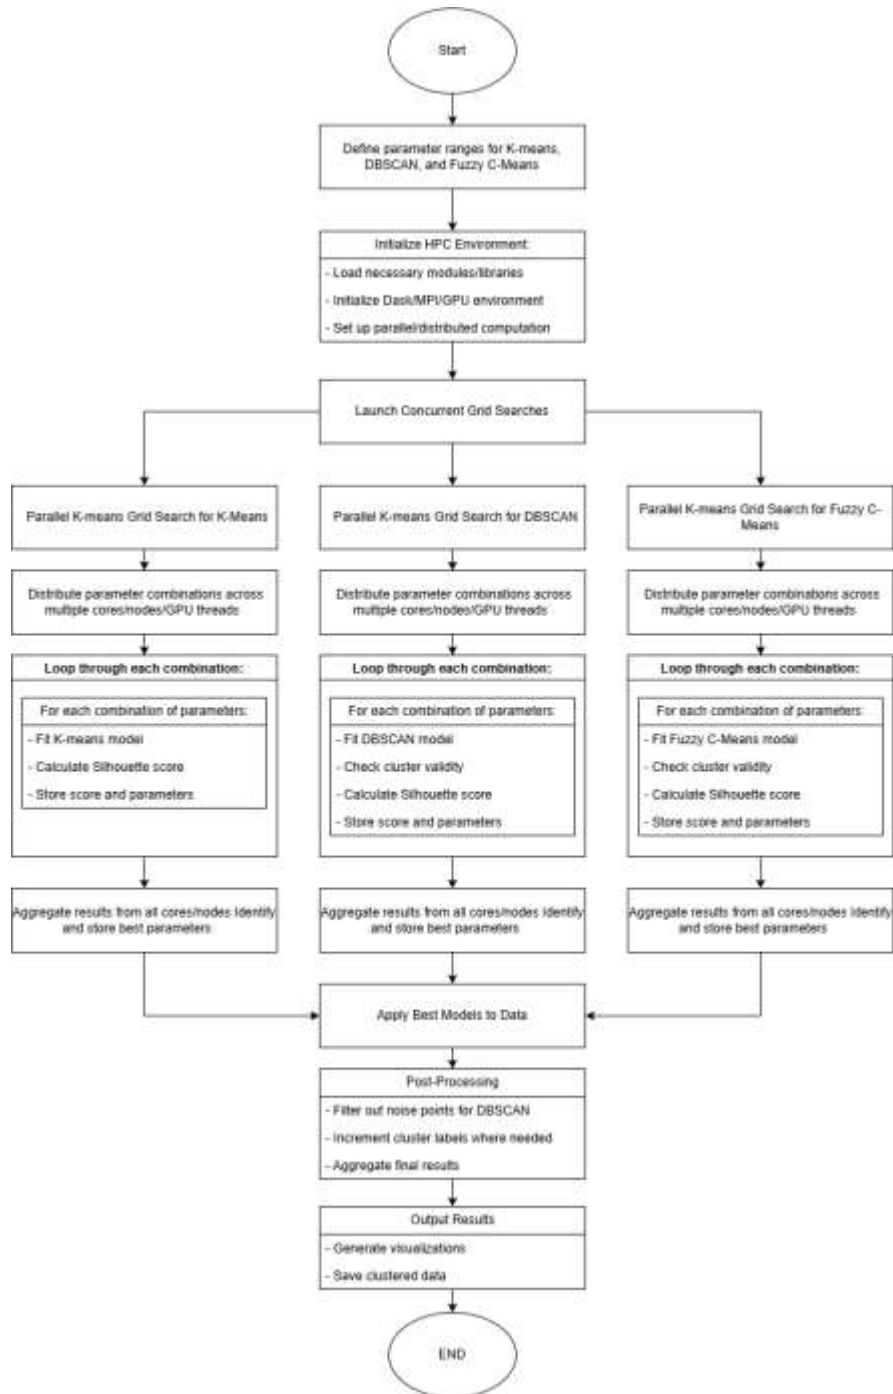 Start
Define parameter ranges for K-means,
DBSCAN, and Fuzzy C-Means
Initialize HPC Environment:
- Load necessary modules/libraries
- Initialize Dask/MPI/GPU environment
- Set up parallel/distributed computation
Launch Concurrent Grid Searches
Parallel K-means Grid Search for K-Means
Distribute parameter combinations across
multiple cores/nodes/GPU threads
Loop through each combination:
For each combination of parameters:
- Fit K-means model
- Calculate Silhouette score
- Store score and parameters
Aggregate results from all cores/nodes Identify
and store best parameters
Parallel K-means Grid Search for DBSCAN
Distribute parameter combinations across
multiple cores/nodes/GPU threads
Loop through each combination:
For each combination of parameters
- Fit DBSCAN model
- Check cluster validity
- Calculate Silhouette score
- Store score and parameters
Aggregate results from all cores/nodes Identify
and store best parameters
Parallel K-means Grid Search for Fuzzy C-
Means
Distribute parameter combinations across
multiple cores/nodes/GPU threads
Loop through each combination:
For each combination of parameters
- Fit Fuzzy C-Means model
- Check cluster validity
- Calculate Silhouette score
- Store score and parameters
Aggregate results from all cores/nodes Identify
and store best parameters
Apply Best Models to Data
Post-Processing
- Filter out noise points for DBSCAN
- Increment cluster labels where needed
- Aggregate final results
Output Results
- Generate visualizations
- Save clustered data
END